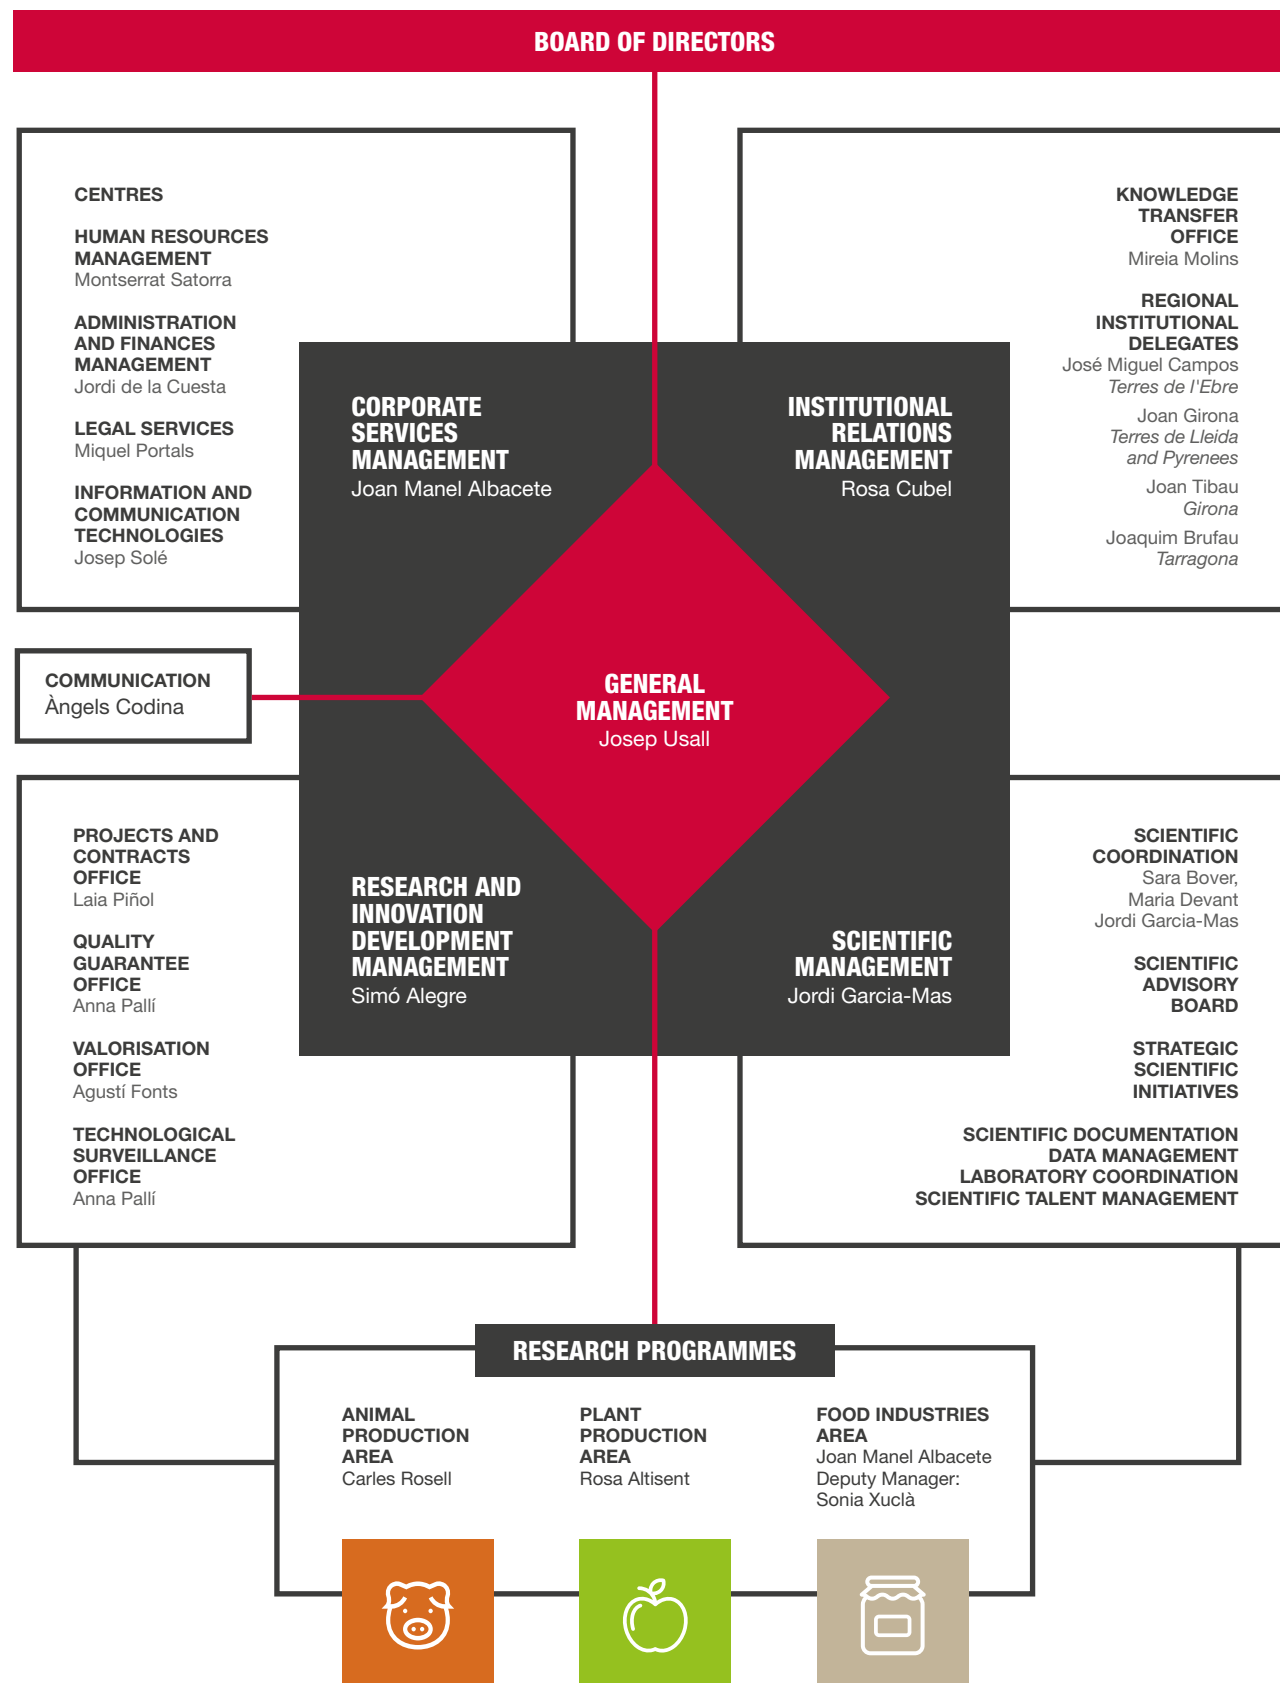 BOARD OF DIRECTORS
CENTRES
HUMAN RESOURCES
MANAGEMENT
Montserrat Satorra
ADMINISTRATION
AND FINANCES
MANAGEMENT
Jordi de la Cuesta
LEGAL SERVICES
Miquel Portals
INFORMATION AND
COMMUNICATION
TECHNOLOGIES
Josep Solé
KNOWLEDGE
TRANSFER
OFFICE
Mireia Molins
REGIONAL
INSTITUTIONAL
DELEGATES
José Miguel Campos
Terres de l'Ebre
Joan Girona
Terres de Lleida
and Pyrenees
Joan Tibau
Girona
Joaquim Brufau
Tarragona
CORPORATE
SERVICES
MANAGEMENT
Joan Manel Albacete
INSTITUTIONAL
RELATIONS
MANAGEMENT
Rosa Cubel
COMMUNICATION
Àngels Codina
GENERAL
MANAGEMENT
Josep Usall
RESEARCH AND
INNOVATION
DEVELOPMENT
MANAGEMENT
Simó Alegre
SCIENTIFIC
MANAGEMENT
Jordi Garcia-Mas
PROJECTS AND
CONTRACTS
OFFICE
Laia Piñol
QUALITY
GUARANTEE
OFFICE
Anna Pallí
VALORISATION
OFFICE
Agustí Fonts
TECHNOLOGICAL
SURVEILLANCE
OFFICE
Anna Pallí
SCIENTIFIC
COORDINATION
Sara Bover,
Maria Devant
Jordi Garcia-Mas
SCIENTIFIC
ADVISORY
BOARD
STRATEGIC
SCIENTIFIC
INITIATIVES
SCIENTIFIC DOCUMENTATION
DATA MANAGEMENT
LABORATORY COORDINATION
SCIENTIFIC TALENT MANAGEMENT
RESEARCH PROGRAMMES
ANIMAL
PRODUCTION
AREA
Carles Rosell
PLANT
PRODUCTION
AREA
Rosa Altisent
FOOD INDUSTRIES
AREA
Joan Manel Albacete
Deputy Manager:
Sonia Xuclà